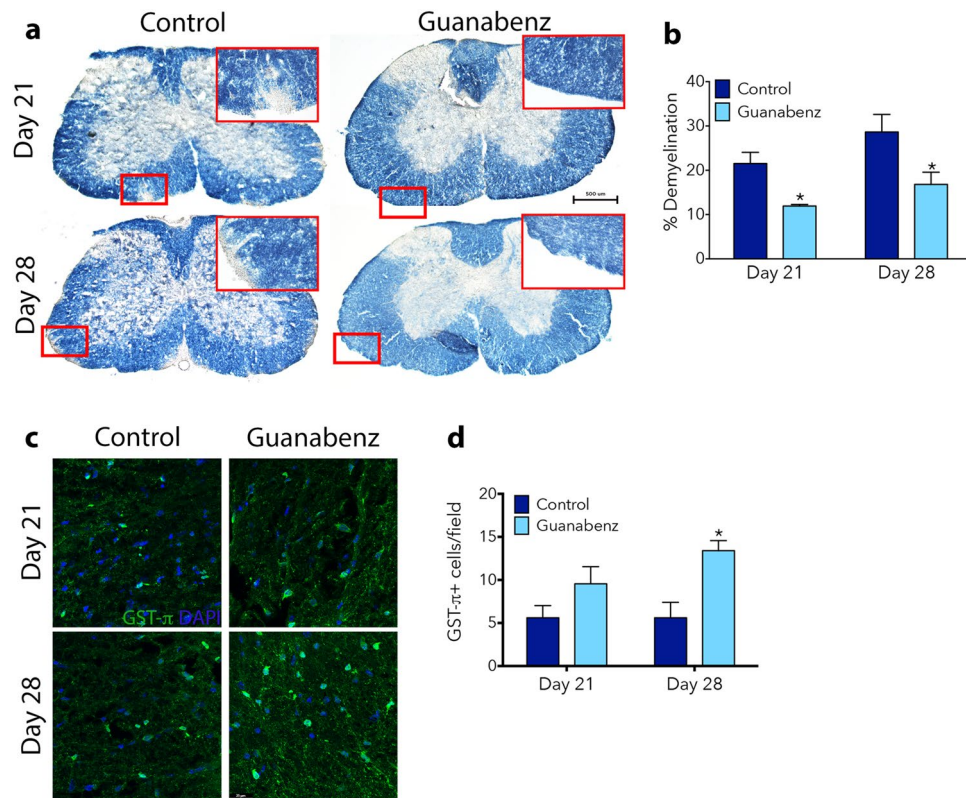 a
Control
Guanabenz
Day 21
Day 28
500 um
b
% Demyelination
40
30
20
10
0
Control
Guanabenz
*
*
Day 21
Day 28
c
Control
Guanabenz
Day 21
GST-π DAPI
Day 28
d
GST-π+ cells/field
20
15
10
5
0
Control
Guanabenz
*
Day 21
Day 28